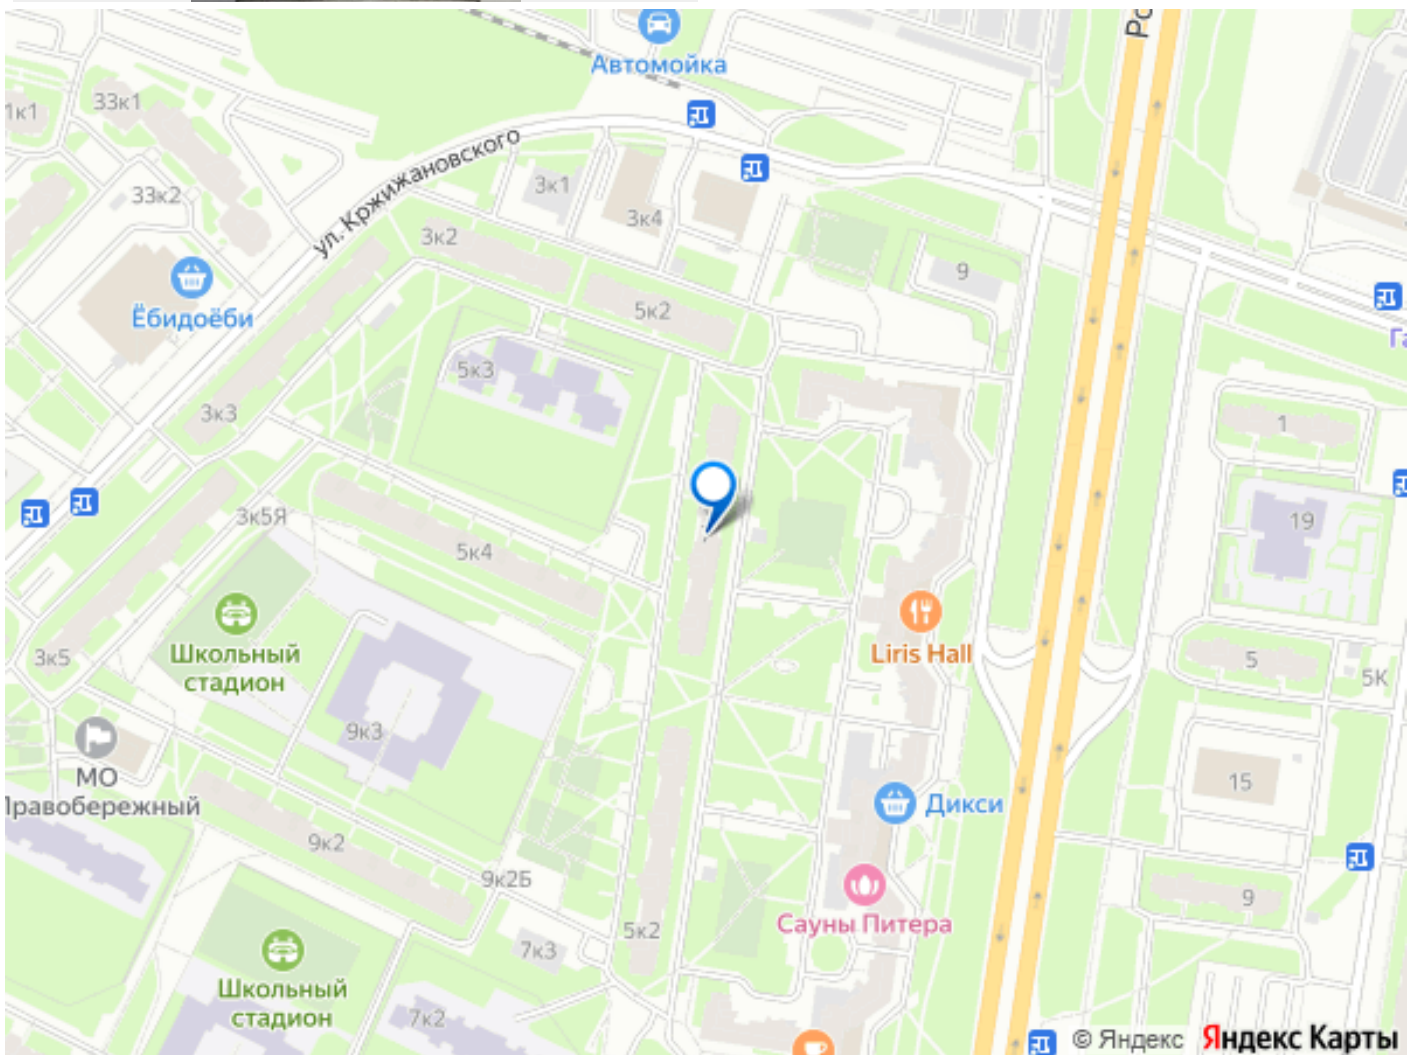 Автомойка
Ро
1к1
33к1
ул. Кржижановского
3к1
33к2
3к4
3к2
9
Ёбидоёби
5к2
Га
5к3
3к3
1
3к5Я
19
5к4
Liris Hall
Школьный
стадион
3к5
5
5К
9к3
МО
Правобережный
15
Дикси
9к2
9к2Б
9
Сауны Питера
5к2
7к3
Школьный
стадион
7к2
© Яндекс Яндекс Карты